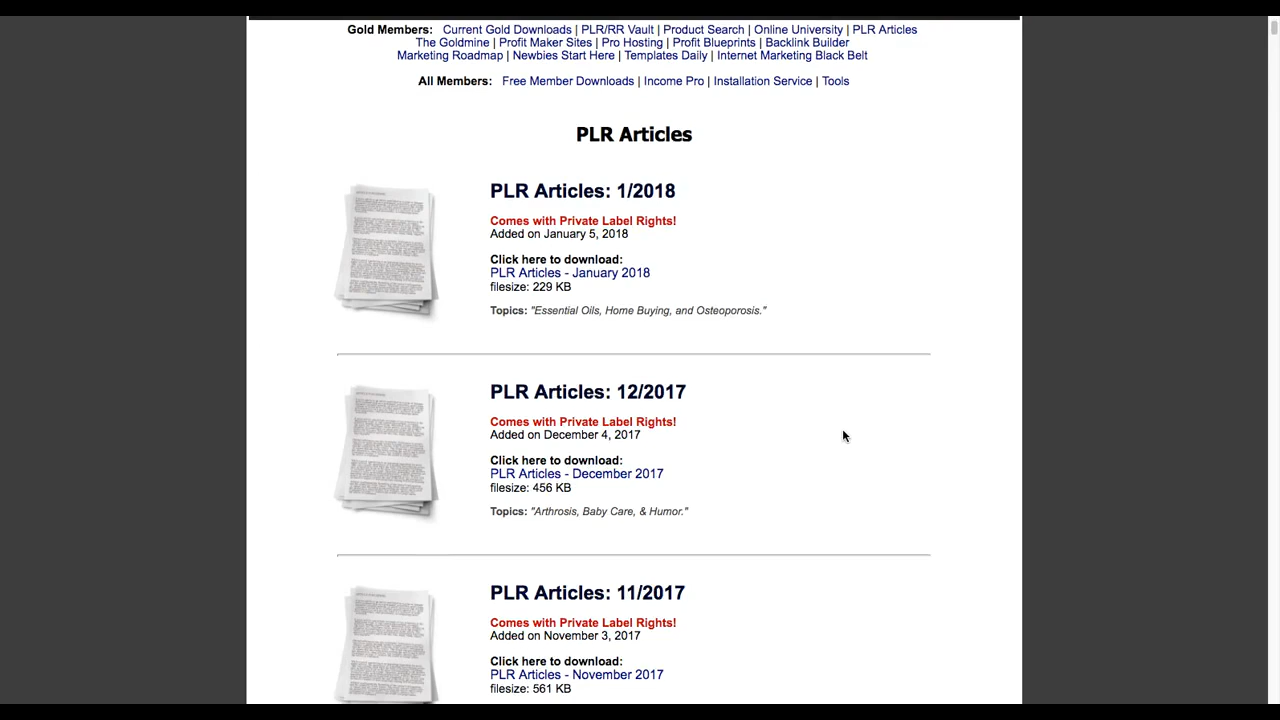 Gold Members: Current Gold Downloads | PLR/RR Vault | Product Search | Online University | PLR Articles
The Goldmine | Profit Maker Sites | Pro Hosting | Profit Blueprints | Backlink Builder
Marketing Roadmap | Newbies Start Here | Templates Daily | Internet Marketing Black Belt
All Members: Free Member Downloads | Income Pro | Installation Service | Tools
PLR Articles
PLR Articles: 1/2018
Comes with Private Label Rights!
Added on January 5, 2018
Click here to download:
PLR Articles - January 2018
filesize: 229 KB
Topics: "Essential Oils, Home Buying, and Osteoporosis."
PLR Articles: 12/2017
Comes with Private Label Rights!
Added on December 4, 2017
Click here to download:
PLR Articles - December 2017
filesize: 456 KB
Topics: "Arthrosis, Baby Care, & Humor."
PLR Articles: 11/2017
Comes with Private Label Rights!
Added on November 3, 2017
Click here to download:
PLR Articles - November 2017
filesize: 561 KB